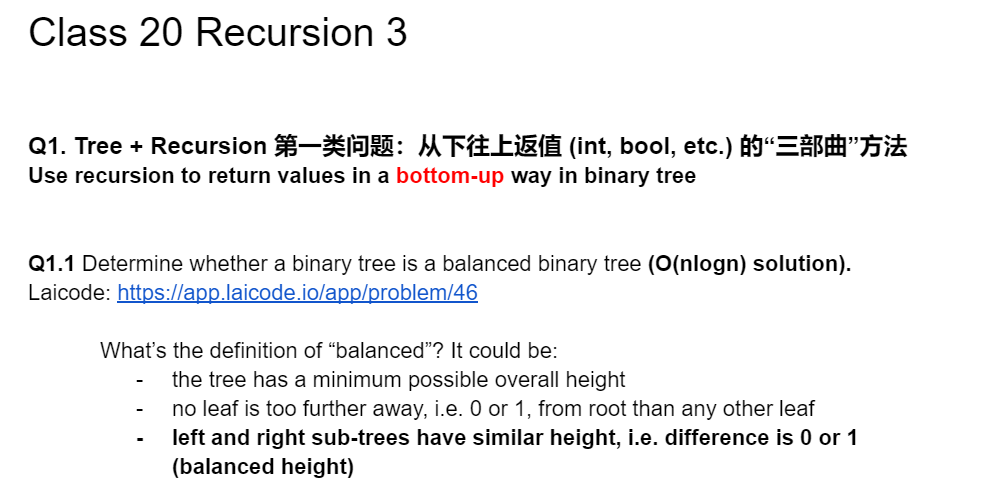 Class 20 Recursion 3
Q1. Tree + Recursion 第一类问题：从下往上返值 (int, bool, etc.) 的“三部曲”方法
Use recursion to return values in a bottom-up way in binary tree
Q1.1 Determine whether a binary tree is a balanced binary tree (O(nlogn) solution).
Laicode: https://app.laicode.io/app/problem/46
What’s the definition of “balanced”? It could be:
- the tree has a minimum possible overall height
- no leaf is too further away, i.e. 0 or 1, from root than any other leaf
- left and right sub-trees have similar height, i.e. difference is 0 or 1
(balanced height)